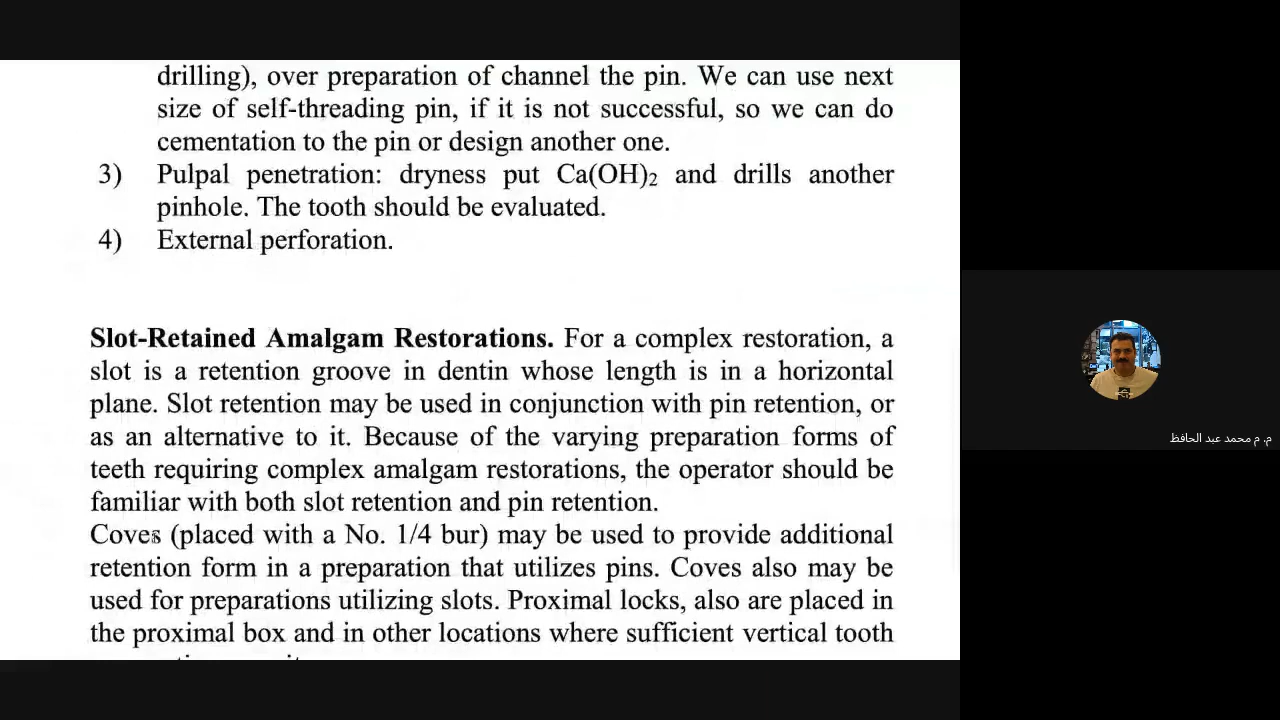 drilling), over preparation of channel the pin. We can use next
size of self-threading pin, if it is not successful, so we can do
cementation to the pin or design another one.
3) Pulpal penetration: dryness put Ca(OH)₂ and drills another
pinhole. The tooth should be evaluated.
4) External perforation.
Slot-Retained Amalgam Restorations. For a complex restoration, a
slot is a retention groove in dentin whose length is in a horizontal
plane. Slot retention may be used in conjunction with pin retention, or
as an alternative to it. Because of the varying preparation forms of
teeth requiring complex amalgam restorations, the operator should be
familiar with both slot retention and pin retention.
Coves (placed with a No. 1/4 bur) may be used to provide additional
retention form in a preparation that utilizes pins. Coves also may be
used for preparations utilizing slots. Proximal locks, also are placed in
the proximal box and in other locations where sufficient vertical tooth
م. م محمد عبد الحافظ